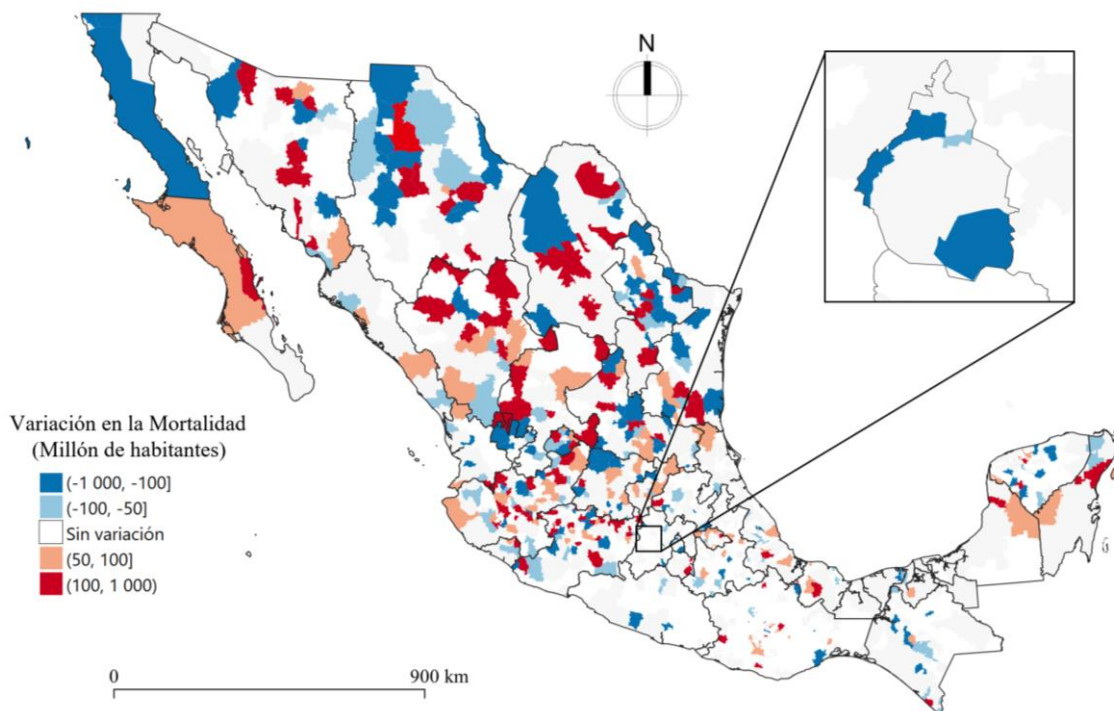 N
Variación en la Mortalidad
(Millón de habitantes)
(-1 000, -100]
(-100, -50]
Sin variación
(50, 100]
(100, 1 000)
0
900 km